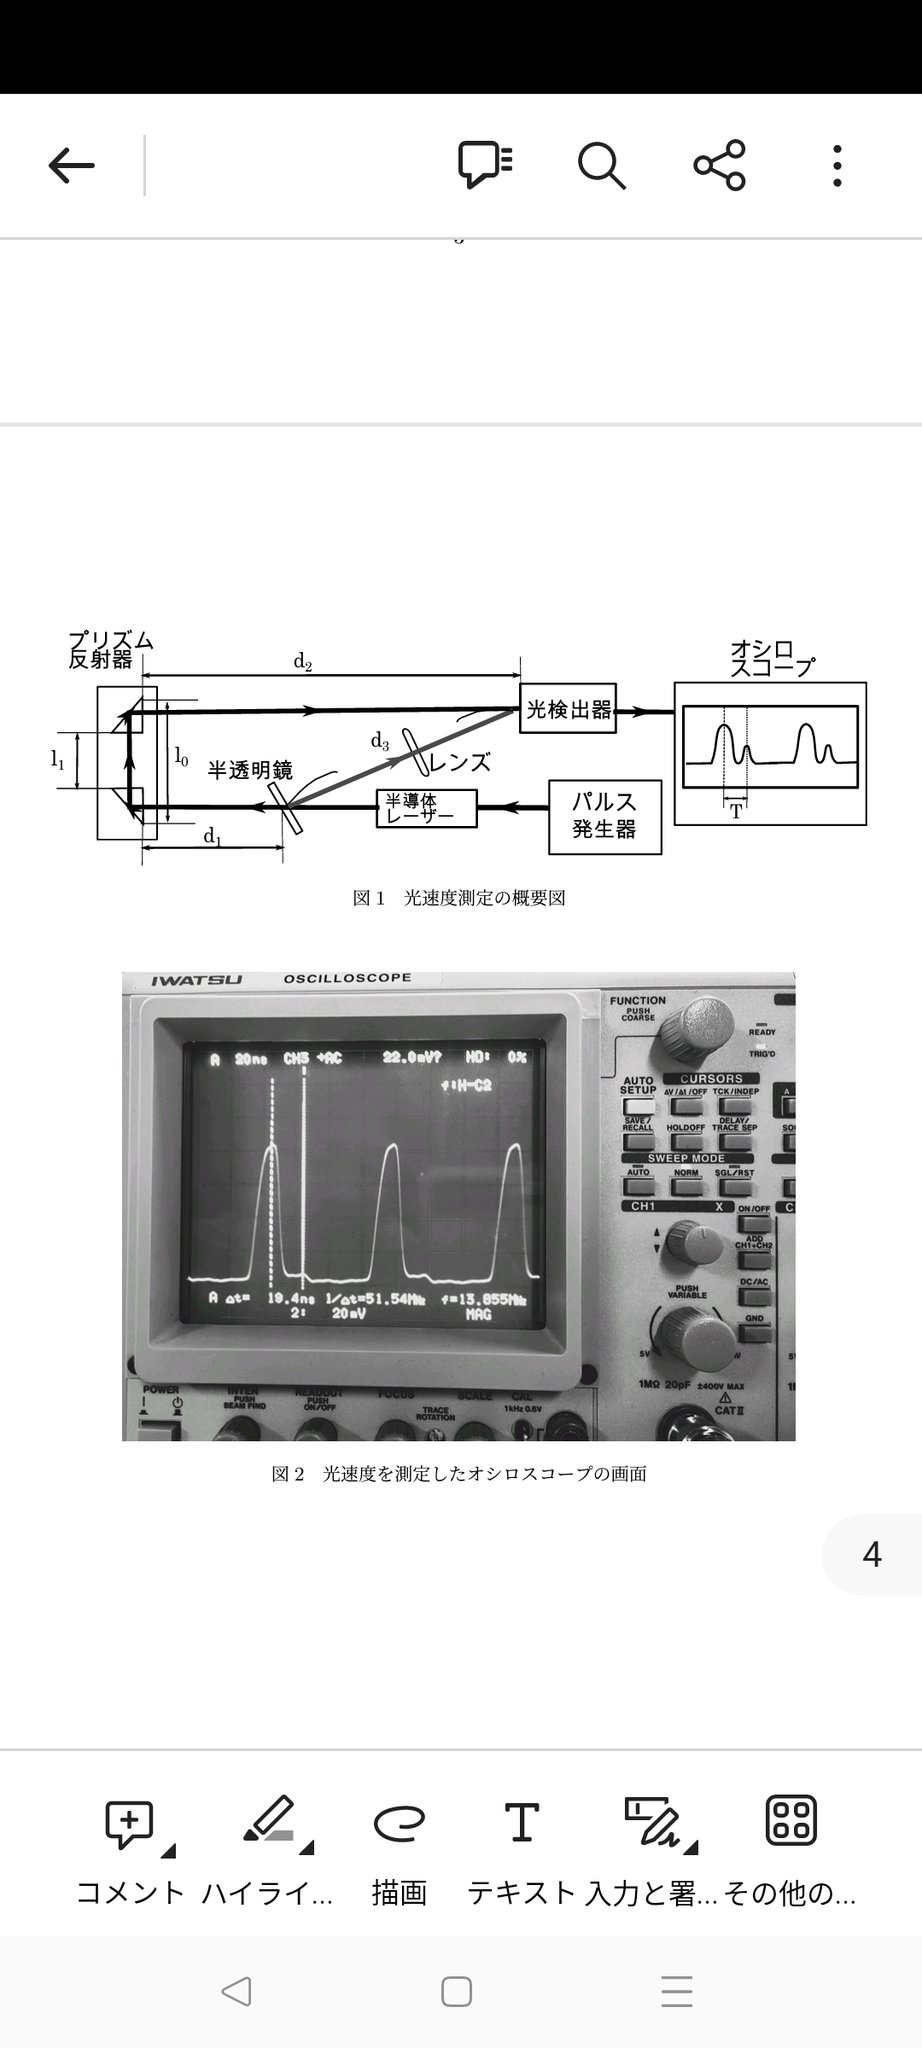 プリズム
反射器
d2
オシロ
スコープ
光検出器
d3
l1
l0
半透明鏡
レンズ
半導体
レーザー
パルス
発生器
T
d1
図 1　光速度測定の概要図
IWATSU OSCILLOSCOPE
FUNCTION
PUSH
COARSE
READY
TRIG'D
A 20ns CH3 +AC 22.0mV? HO: 0%
f:H-C2
AUTO
SETUP
CURSORS
ΔV/Δt/OFF TCK/INDEP
SAVE/
RECALL
HOLDOFF
DELAY/
TRACE SEP
SWEEP MODE
AUTO NORM SGL/RST
CH1 X
ON/OFF
ADD
CH1+CH2
DC/AC
PUSH
VARIABLE
GND
5V
A Δt= 19.4ns 1/Δt=51.54MHz f=13.855MHz
2: 20mV MAG
1MΩ 20pF ±400V MAX
CAT II
POWER
INTEN
PUSH
BEAM FIND
READOUT
PUSH
ON/OFF
FOCUS
TRACE
ROTATION
SCALE
CAL
1kHz 0.6V
図 2　光速度を測定したオシロスコープの画面
4
コメント
ハイライ...
描画
テキスト
入力と署...
その他の...